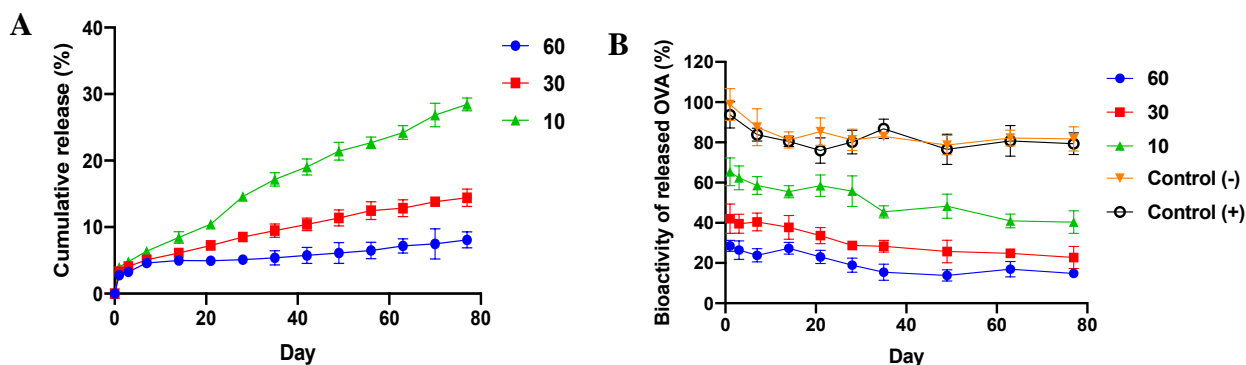 A
Cumulative release (%)
40
30
20
10
0
0 20 40 60 80
Day
60
30
10
B
Bioactivity of released OVA (%)
120
100
80
60
40
20
0
0 20 40 60 80
Day
60
30
10
Control (-)
Control (+)